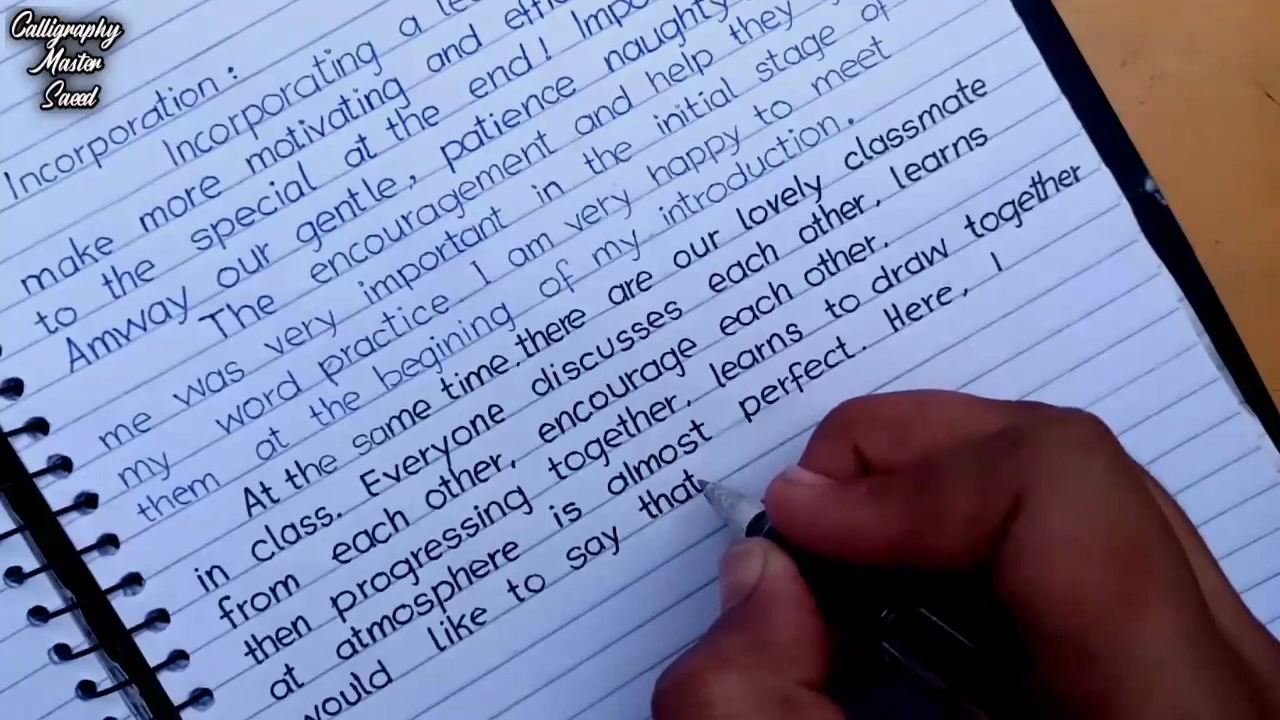 Calligraphy
Master
Saeed
Incorporation :
Incorporating a
make more motivating and
to the special at the end!
Amway our gentle, patience naughty
The encouragement and help they
me was very important in the initial stage of
my word practice. I am very happy to meet
them at the begining of my introduction.
At the same time, there are our lovely classmate
in class. Everyone discusses each other, learns
from each other, encourage each other,
then progressing together, learns to draw together
at atmosphere is almost perfect. Here, I
would like to say that